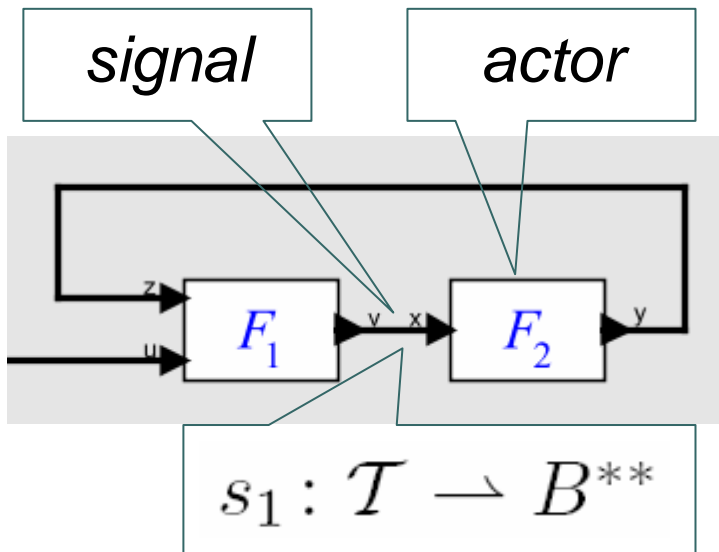 signal
actor
z
u
F₁
v
x
F₂
y
s₁ : 𝒯 ⇀ B**